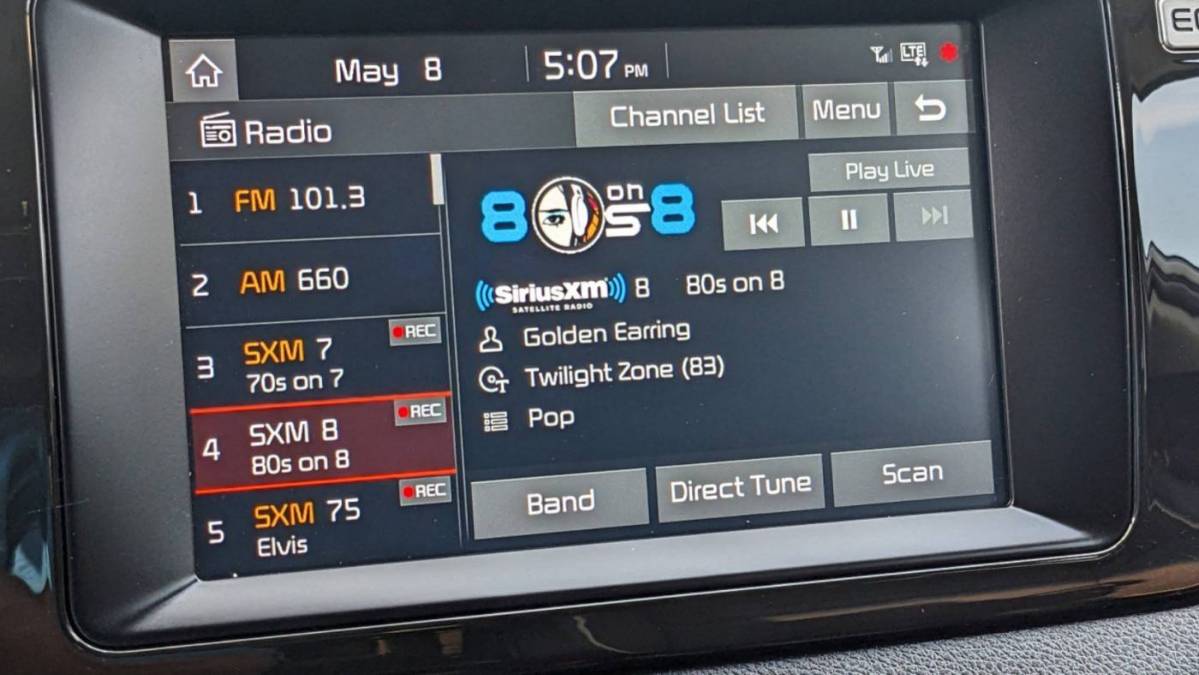 May 8
5:07 PM
LTE
Radio
Channel List
Menu
1 FM 101.3
2 AM 660
3 SXM 7
REC
70s on 7
4 SXM 8
REC
80s on 8
5 SXM 75
REC
Elvis
8 on S 8
Play Live
SiriusXM 8 80s on 8
SATELLITE RADIO
Golden Earring
Twilight Zone (83)
Pop
Band
Direct Tune
Scan